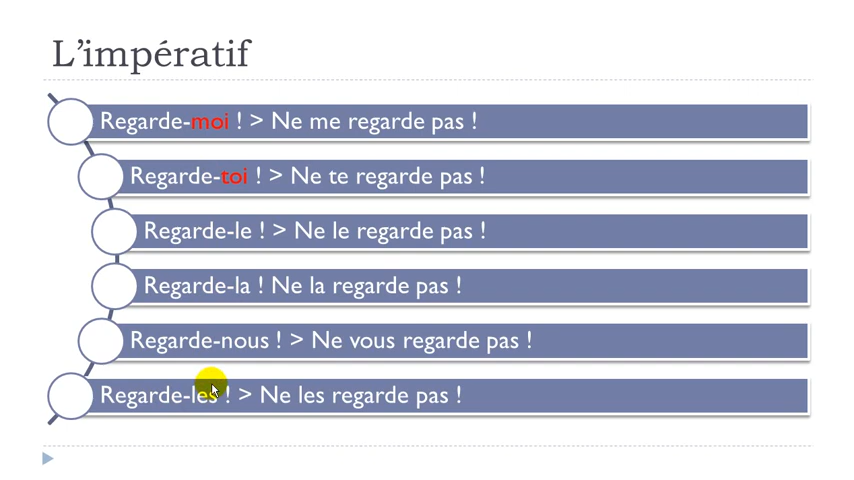 L’impératif
Regarde-moi ! > Ne me regarde pas !
Regarde-toi ! > Ne te regarde pas !
Regarde-le ! > Ne le regarde pas !
Regarde-la ! Ne la regarde pas !
Regarde-nous ! > Ne vous regarde pas !
Regarde-les ! > Ne les regarde pas !